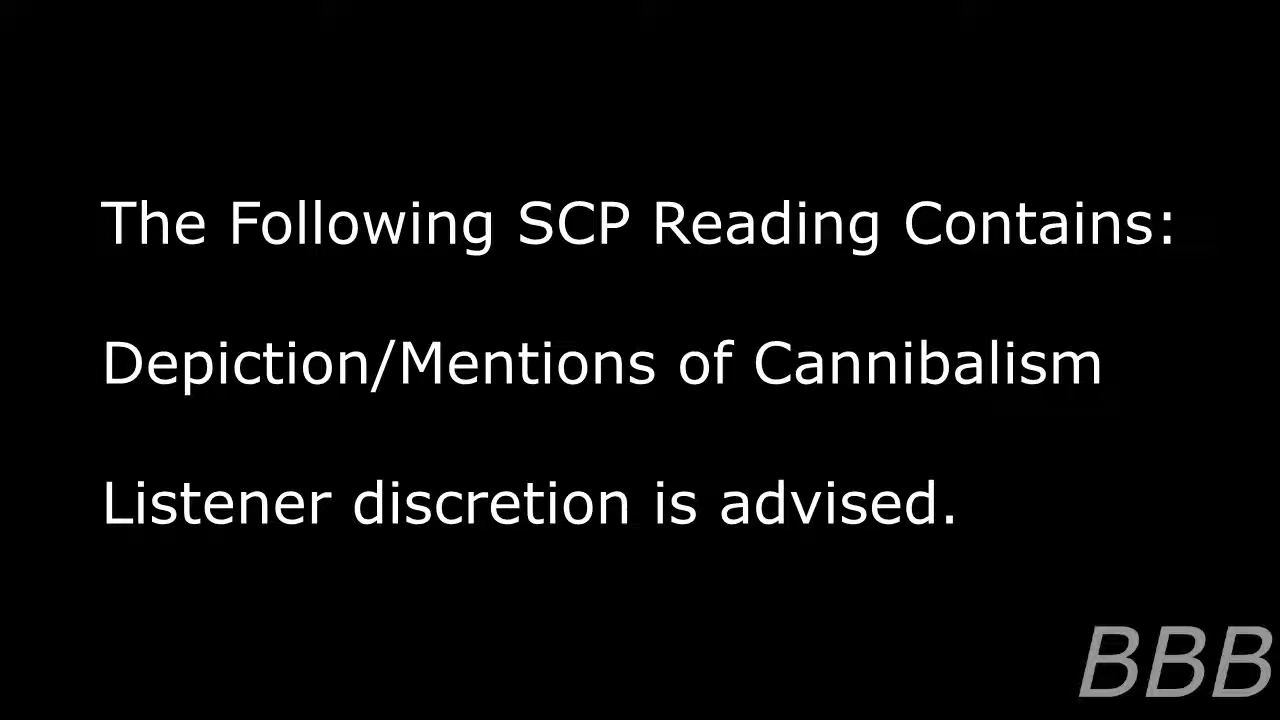 The Following SCP Reading Contains:
Depiction/Mentions of Cannibalism
Listener discretion is advised.
BBB